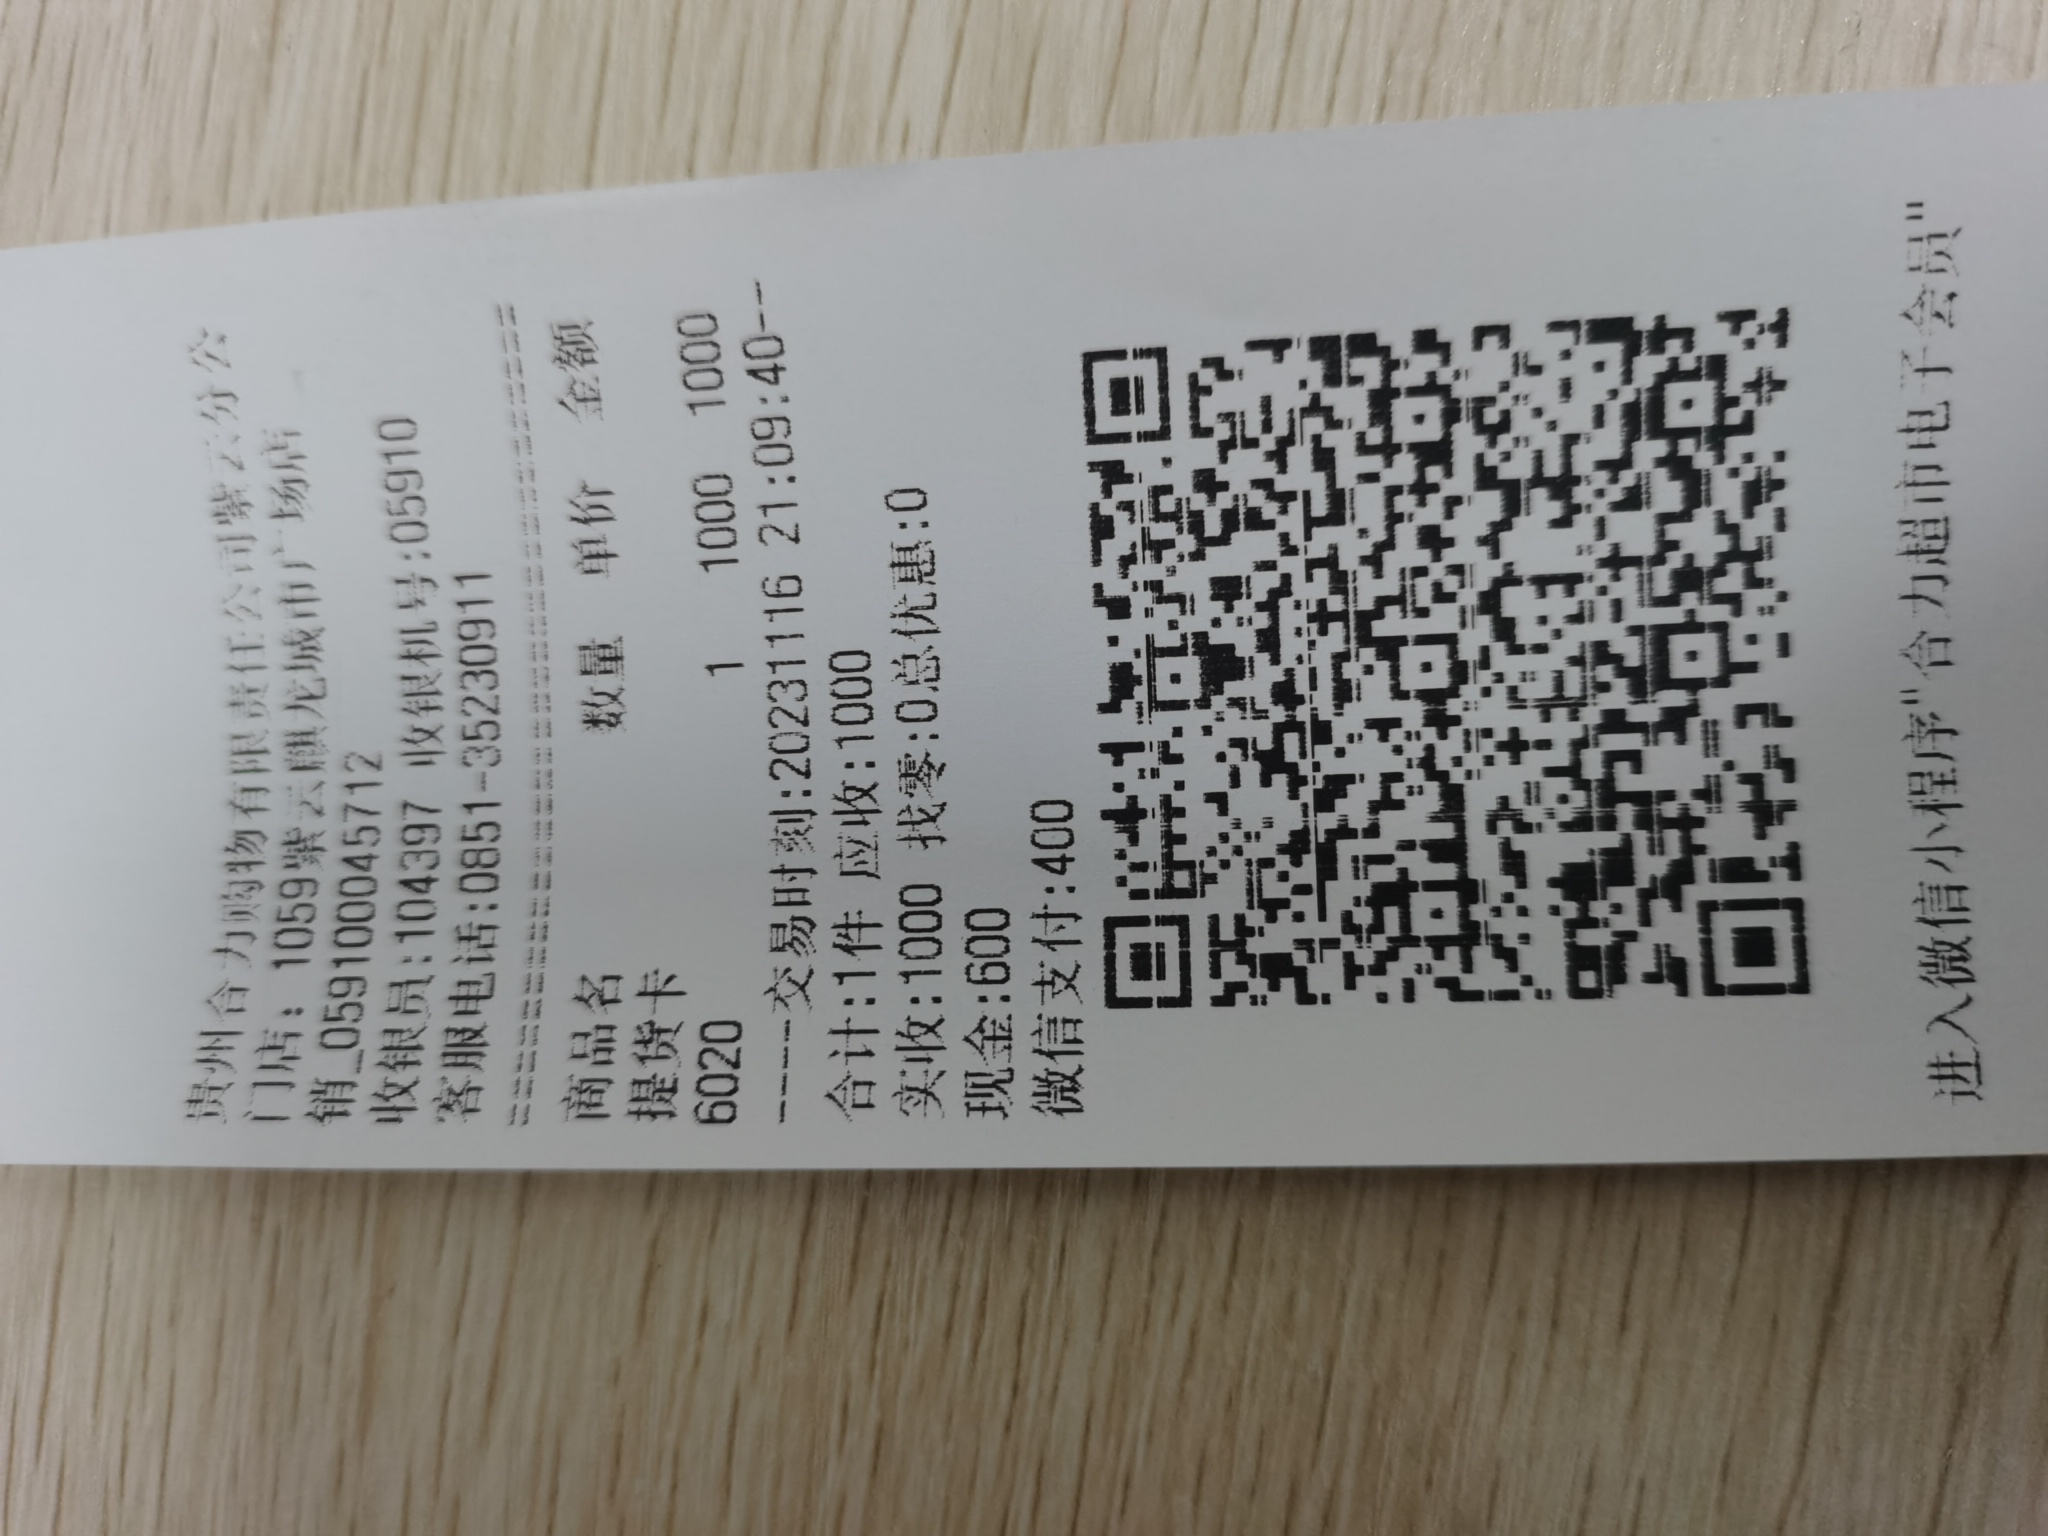 贵州合力购物有限责任公司紫云分公
门店: 1059紫云麒龙城市广场店
销_0591000045712
收银员:104397 收银机号:05910
客服电话:0851-35230911
================================
商品名 数量 单价 金额
提货卡
6020 1 1000 1000
----交易时刻:20231116 21:09:40---
合计:1件 应收:1000
实收:1000 找零:0总优惠:0
现金:600
微信支付:400
进入微信小程序"合力超市电子会员"